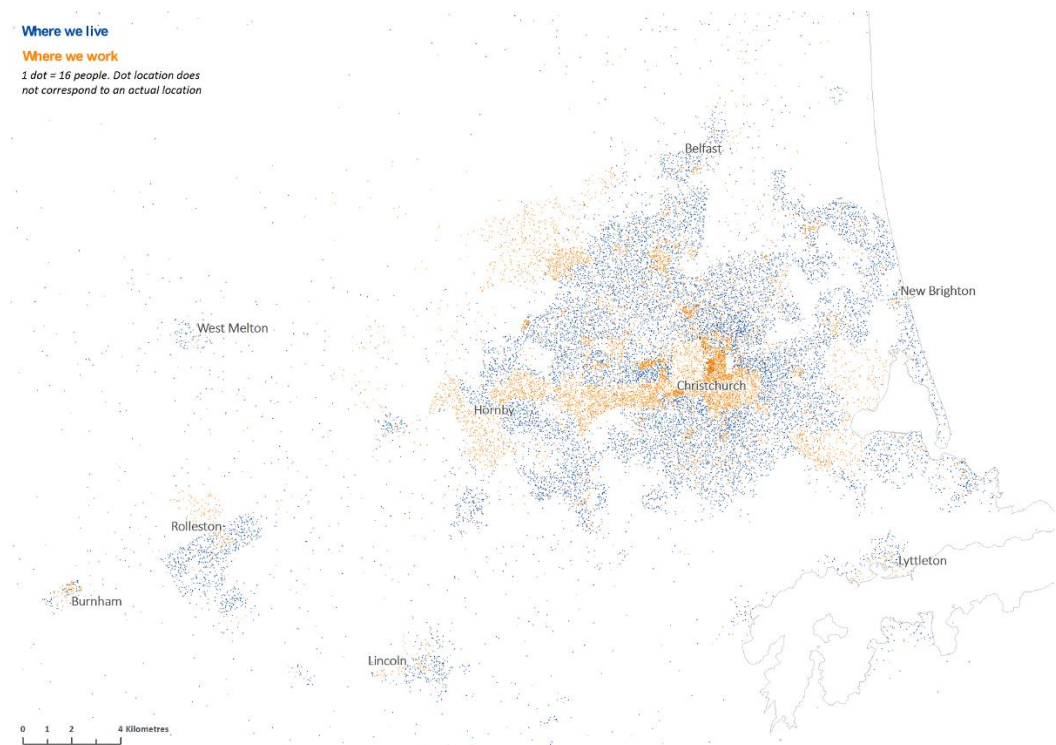 Where we live
Where we work
1 dot = 16 people. Dot location does
not correspond to an actual location
Belfast
New Brighton
West Melton
Christchurch
Hornby
Rolleston
Lyttleton
Burnham
Lincoln
0 1 2 4 Kilometres